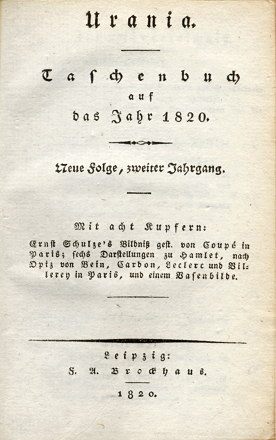 Urania.
Taschenbuch
auf
das Jahr 1820.
Neue Folge, zweiter Jahrgang.
Mit acht Kupfern:
Ernst Schulze's Bildniß gest. von Coupé in
Paris; sechs Darstellungen zu Hamlet, nach
Opiz von Bein, Cardon, Leclerc und Vil-
lerey in Paris, und einem Vasenbilde.
Leipzig:
F. A. Brockhaus.
1820.